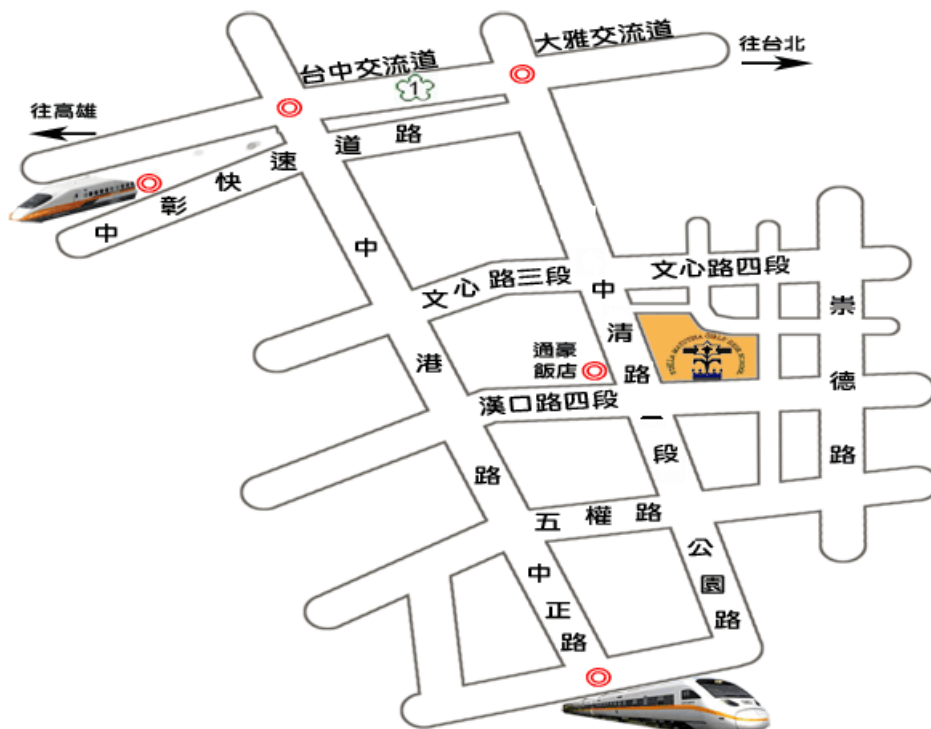 大雅交流道
往台北
台中交流道
1
往高雄
中彰快速道路
文心路四段
文心路三段
中清路一段
崇德路
中港路
通豪
飯店
漢口路四段
五權路
公園路
中正路